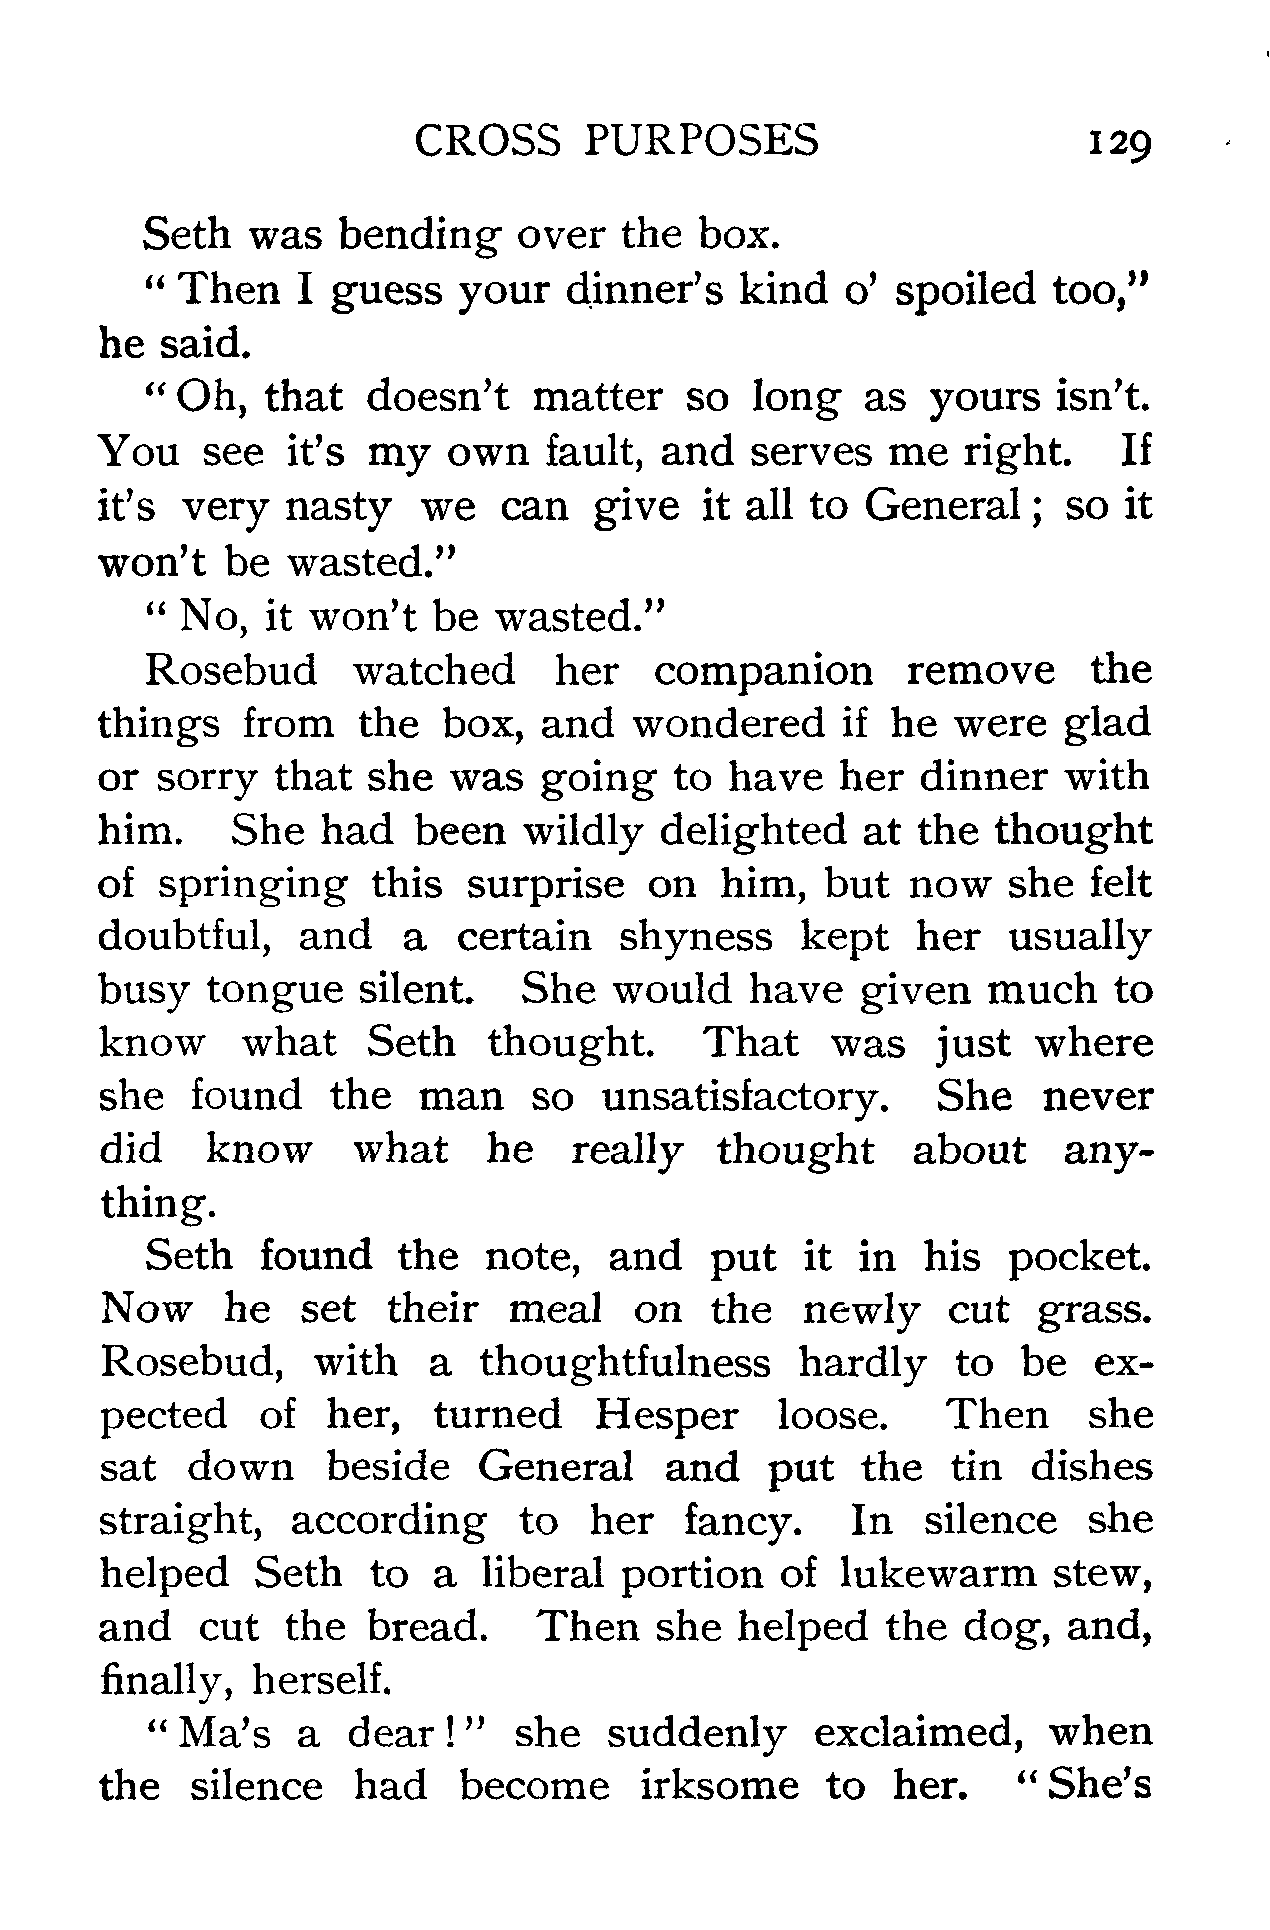 CROSS PURPOSES 129
Seth was bending over the box.
" Then I guess your dinner's kind o' spoiled too,"
he said.
" Oh, that doesn't matter so long as yours isn't.
You see it's my own fault, and serves me right. If
it's very nasty we can give it all to General ; so it
won't be wasted."
" No, it won't be wasted."
Rosebud watched her companion remove the
things from the box, and wondered if he were glad
or sorry that she was going to have her dinner with
him. She had been wildly delighted at the thought
of springing this surprise on him, but now she felt
doubtful, and a certain shyness kept her usually
busy tongue silent. She would have given much to
know what Seth thought. That was just where
she found the man so unsatisfactory. She never
did know what he really thought about any-
thing.
Seth found the note, and put it in his pocket.
Now he set their meal on the newly cut grass.
Rosebud, with a thoughtfulness hardly to be ex-
pected of her, turned Hesper loose. Then she
sat down beside General and put the tin dishes
straight, according to her fancy. In silence she
helped Seth to a liberal portion of lukewarm stew,
and cut the bread. Then she helped the dog, and,
finally, herself.
" Ma's a dear ! " she suddenly exclaimed, when
the silence had become irksome to her. " She's